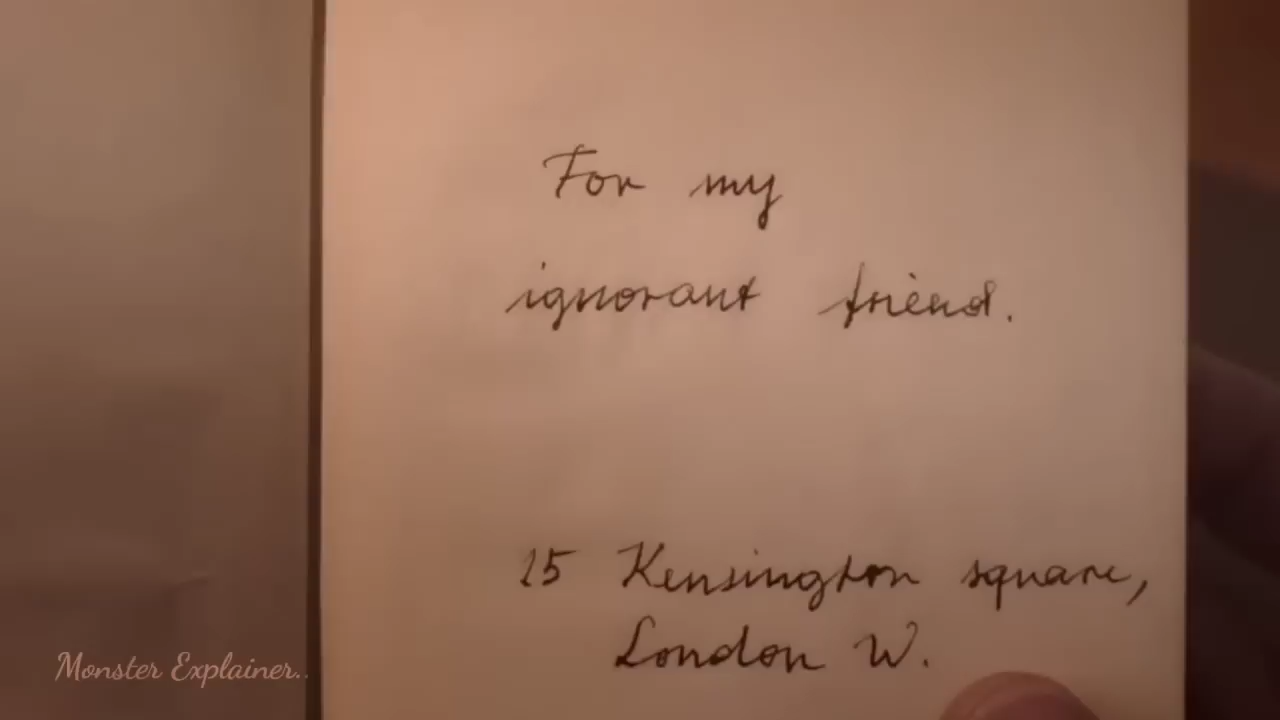 For my
ignorant friend.
15 Kensington square,
London W.
Monster Explainer..